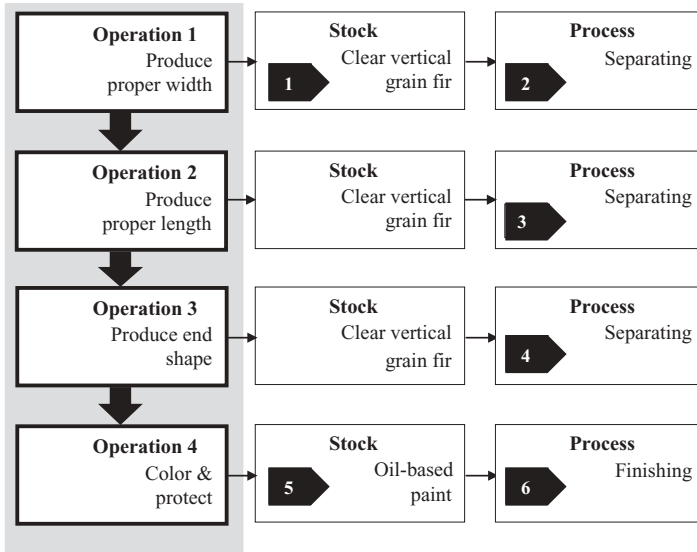 Operation 1
Produce
proper width
Stock
Clear vertical
grain fir
1
Process
Separating
2
Operation 2
Produce
proper length
Stock
Clear vertical
grain fir
Process
Separating
3
Operation 3
Produce end
shape
Stock
Clear vertical
grain fir
Process
Separating
4
Operation 4
Color &
protect
Stock
Oil-based
paint
5
Process
Finishing
6